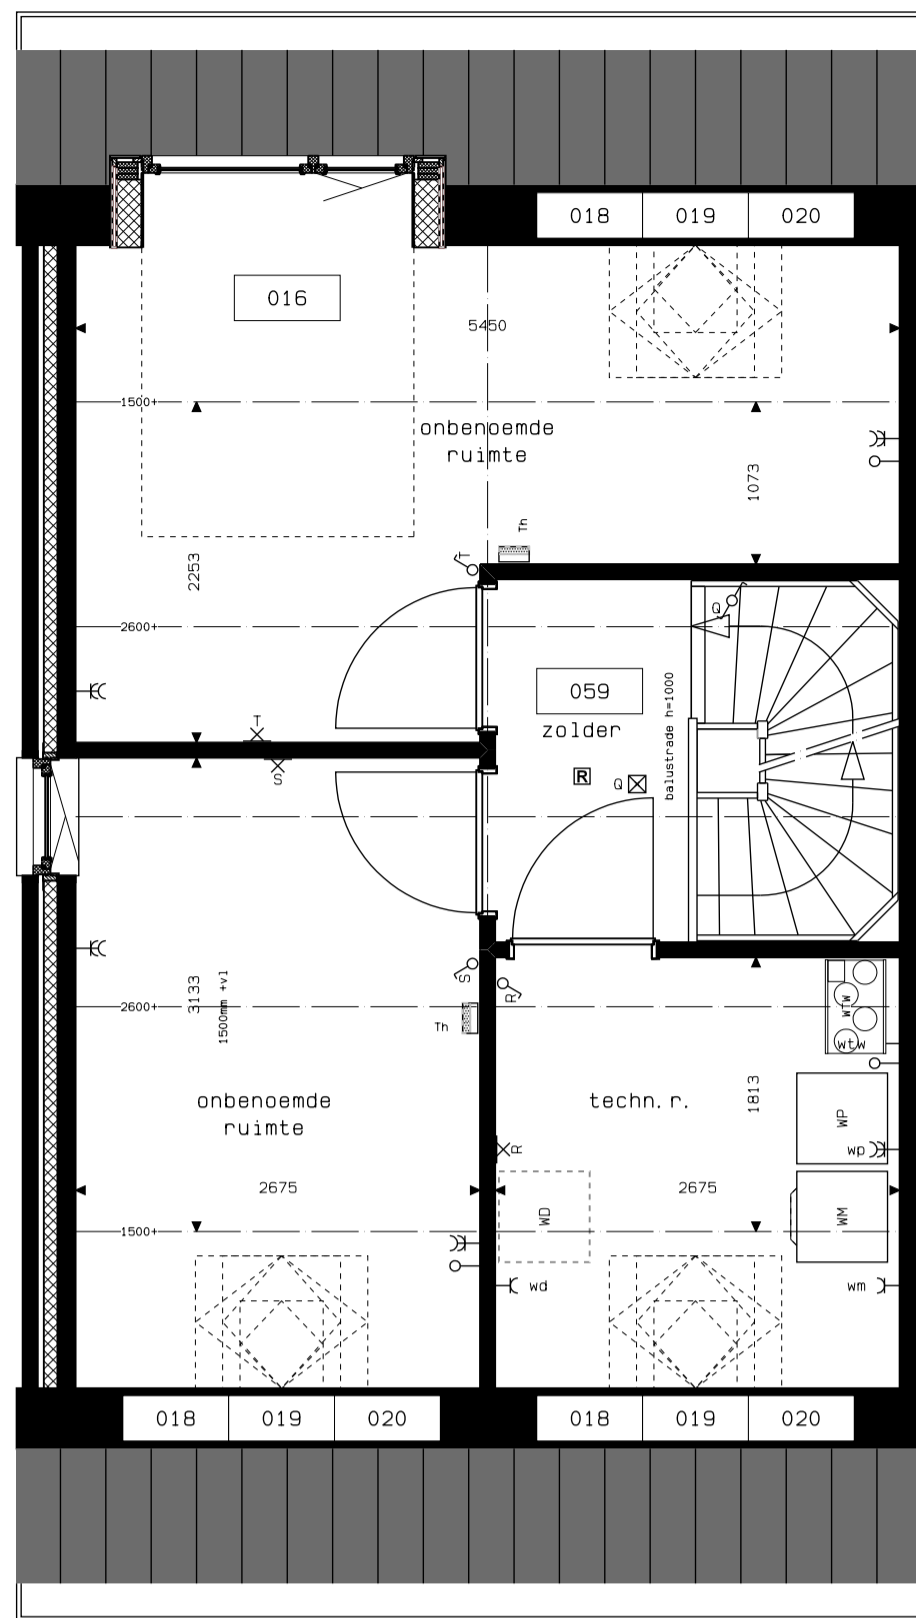 018 019 020
016
5450
1500+
onbenoemde
ruimte
1073
Th
T
2253
Q
2600+
059
balustrade h=1000
T
zolder
S
R
Q
S
R
3133
1500mm +vl
2600+
Th
WTW
wtw
onbenoemde
ruimte
techn.r.
1813
WP
R
wp
2675
2675
WD
WM
1500+
wd
wm
018 019 020
018 019 020